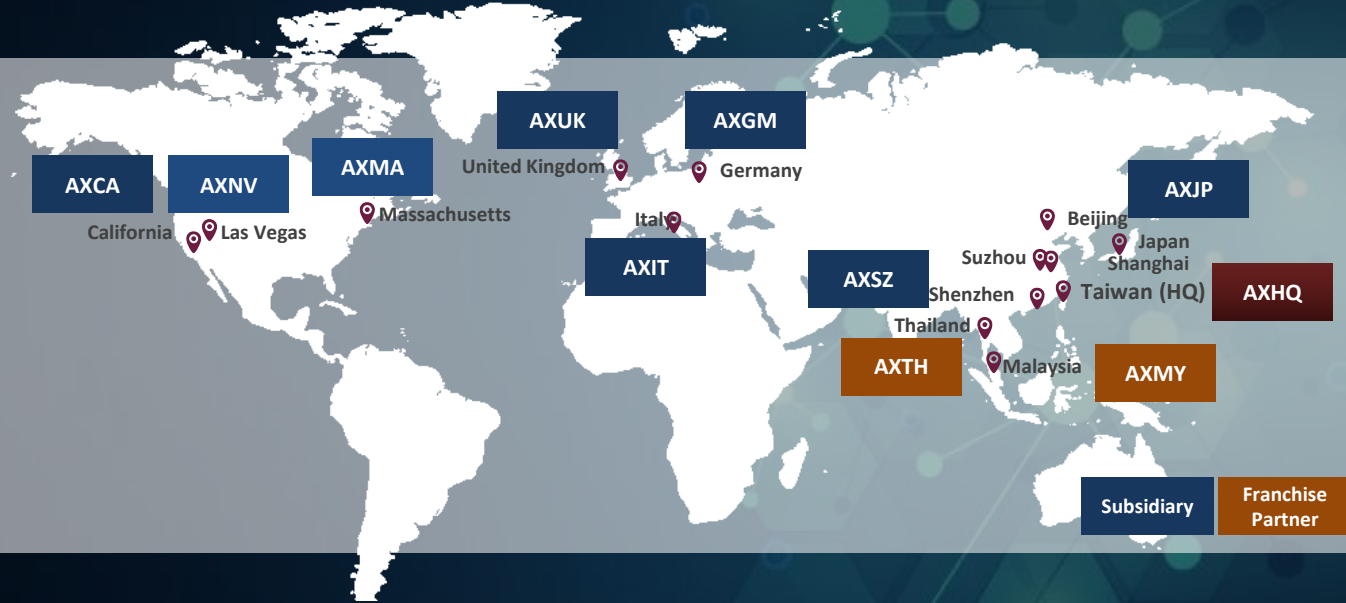 AXUK
AXGM
AXMA
AXCA
AXNV
AXJP
United Kingdom
Germany
Massachusetts
California
Las Vegas
Italy
Beijing
Japan
Suzhou
Shanghai
AXIT
AXSZ
Shenzhen
Taiwan (HQ)
AXHQ
Thailand
AXTH
Malaysia
AXMY
Subsidiary
Franchise
Partner